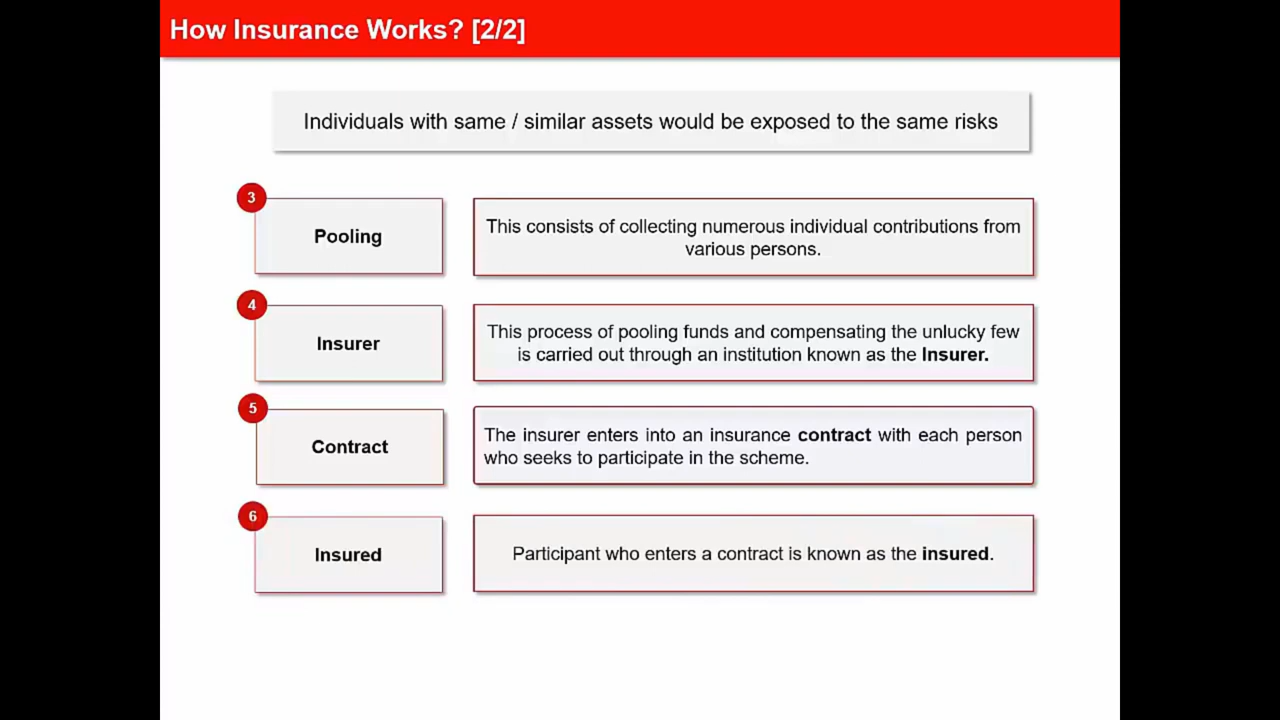 How Insurance Works? [2/2]
Individuals with same / similar assets would be exposed to the same risks
3
Pooling
This consists of collecting numerous individual contributions from
various persons.
4
Insurer
This process of pooling funds and compensating the unlucky few
is carried out through an institution known as the Insurer.
5
Contract
The insurer enters into an insurance contract with each person
who seeks to participate in the scheme.
6
Insured
Participant who enters a contract is known as the insured.